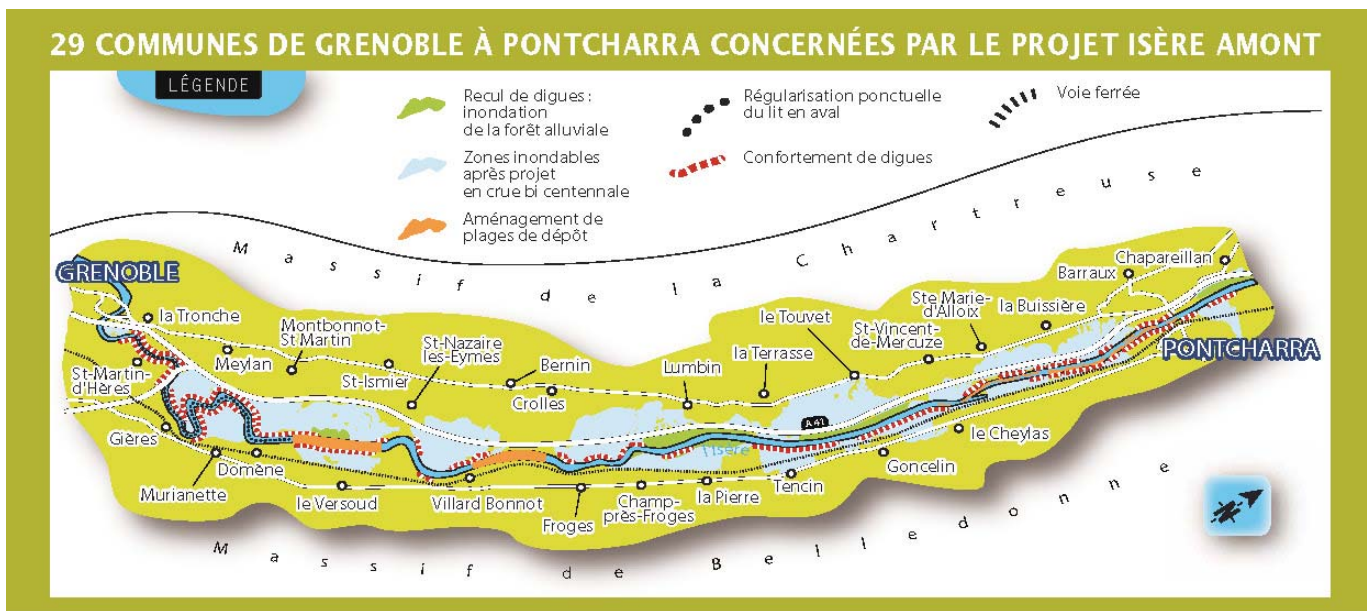 29 COMMUNES DE GRENOBLE À PONTCHARRA CONCERNÉES PAR LE PROJET ISÈRE AMONT
LÉGENDE
Recul de digues :
inondation
de la forêt alluviale
Zones inondables
après projet
en crue bi centennale
Aménagement de
plages de dépôt
Régularisation ponctuelle
du lit en aval
Confortement de digues
Voie ferrée
Massif de la Chartreuse
GRENOBLE
la Tronche
St-Martin-
d'Hères
Meylan
Montbonnot-
St Martin
St-Ismier
St-Nazaire
les-Eymes
Bernin
Crolles
Lumbin
la Terrasse
le Touvet
St-Vincent-
de-Mercuze
Ste Marie-
d'Alloix
la Buissière
Barraux
Chapareillan
PONTCHARRA
A41
l'Isère
Gières
Murianette
Domène
le Versoud
Villard Bonnot
Froges
Champ-
près-Froges
la Pierre
Tencin
Goncelin
le Cheylas
Massif de Belledonne